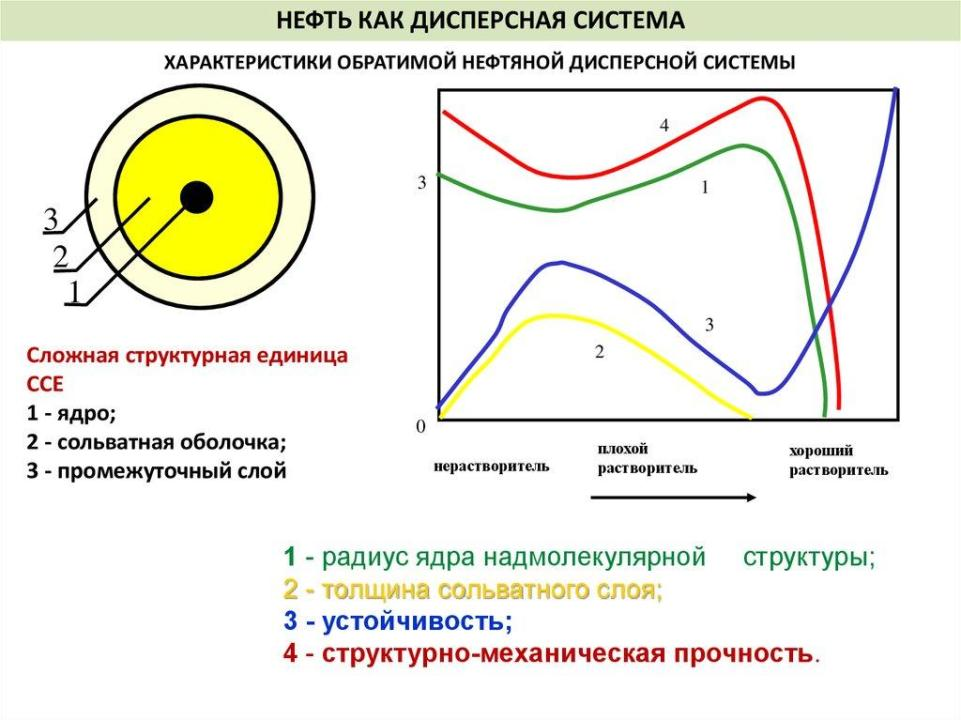 НЕФТЬ КАК ДИСПЕРСНАЯ СИСТЕМА
ХАРАКТЕРИСТИКИ ОБРАТИМОЙ НЕФТЯНОЙ ДИСПЕРСНОЙ СИСТЕМЫ
3
2
1
Сложная структурная единица
ССЕ
1 - ядро;
2 - сольватная оболочка;
3 - промежуточный слой
4
3
1
3
2
0
нерастворитель
плохой
растворитель
хороший
растворитель
1 - радиус ядра надмолекулярной структуры;
2 - толщина сольватного слоя;
3 - устойчивость;
4 - структурно-механическая прочность.